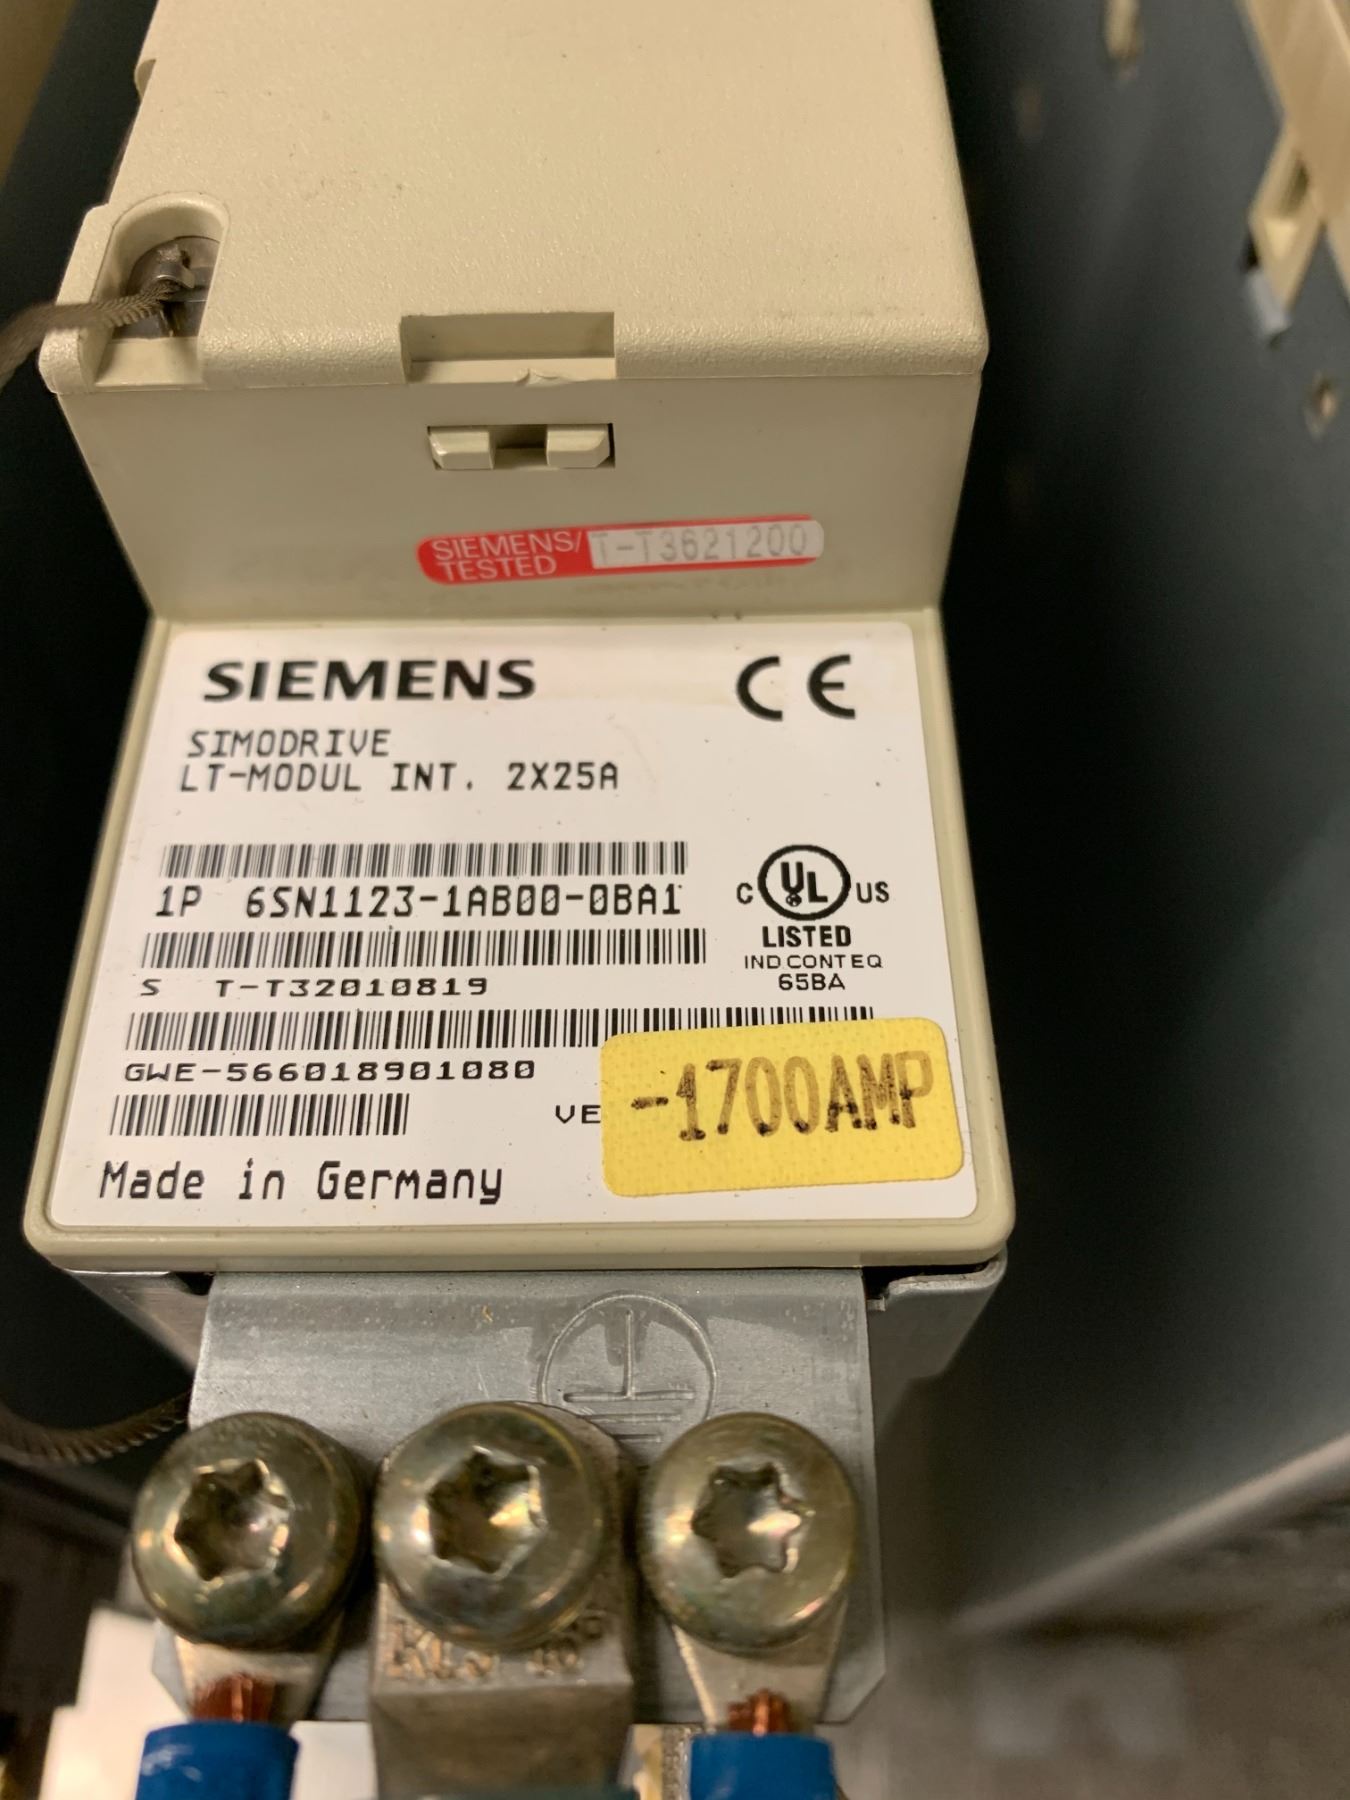 SIEMENS/ T-T3621200
TESTED
SIEMENS CE
SIMODRIVE
LT-MODUL INT. 2X25A
1P 6SN1123-1AB00-0BA1
C UL US
LISTED
IND CONT EQ
65BA
S T-T32010819
GWE-566018901080
VE
-1700AMP
Made in Germany